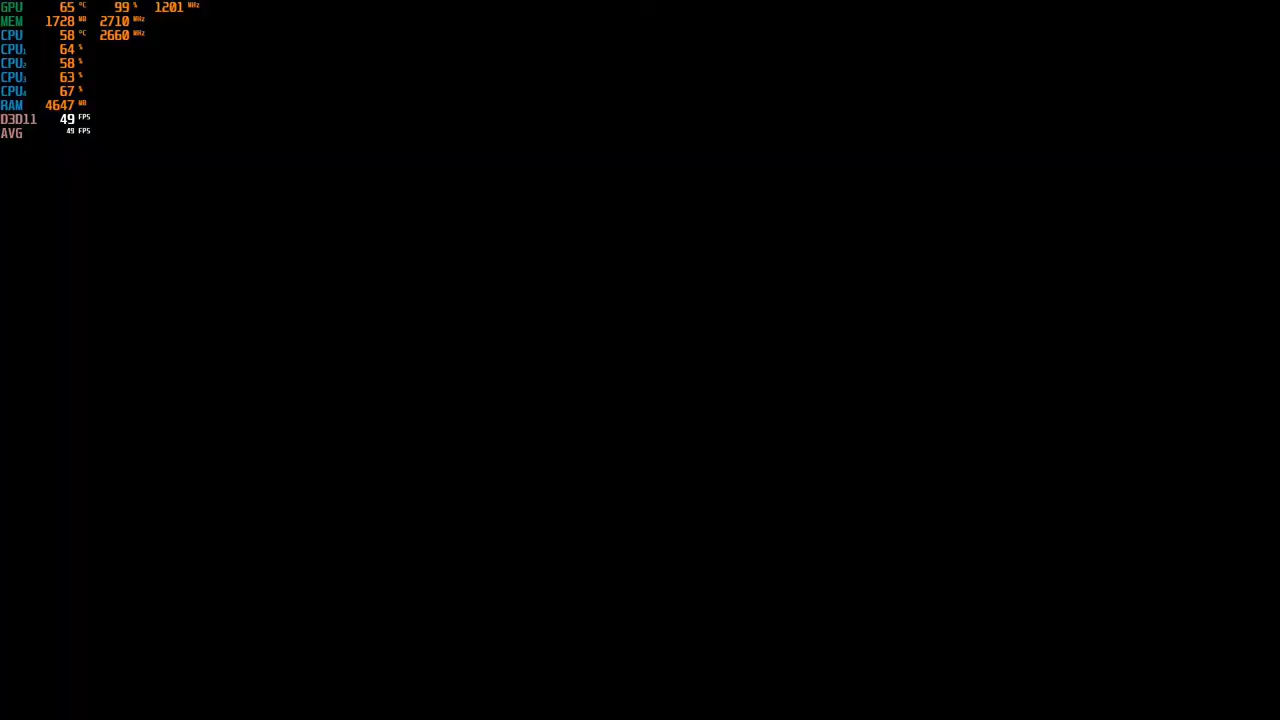 GPU 65 °C 99 % 1201 MHz
MEM 1728 MB 2710 MHz
CPU 58 °C 2660 MHz
CPU₁ 64 %
CPU₂ 58 %
CPU₃ 63 %
CPU₄ 67 %
RAM 4647 MB
D3D11 49 FPS
AVG 49 FPS